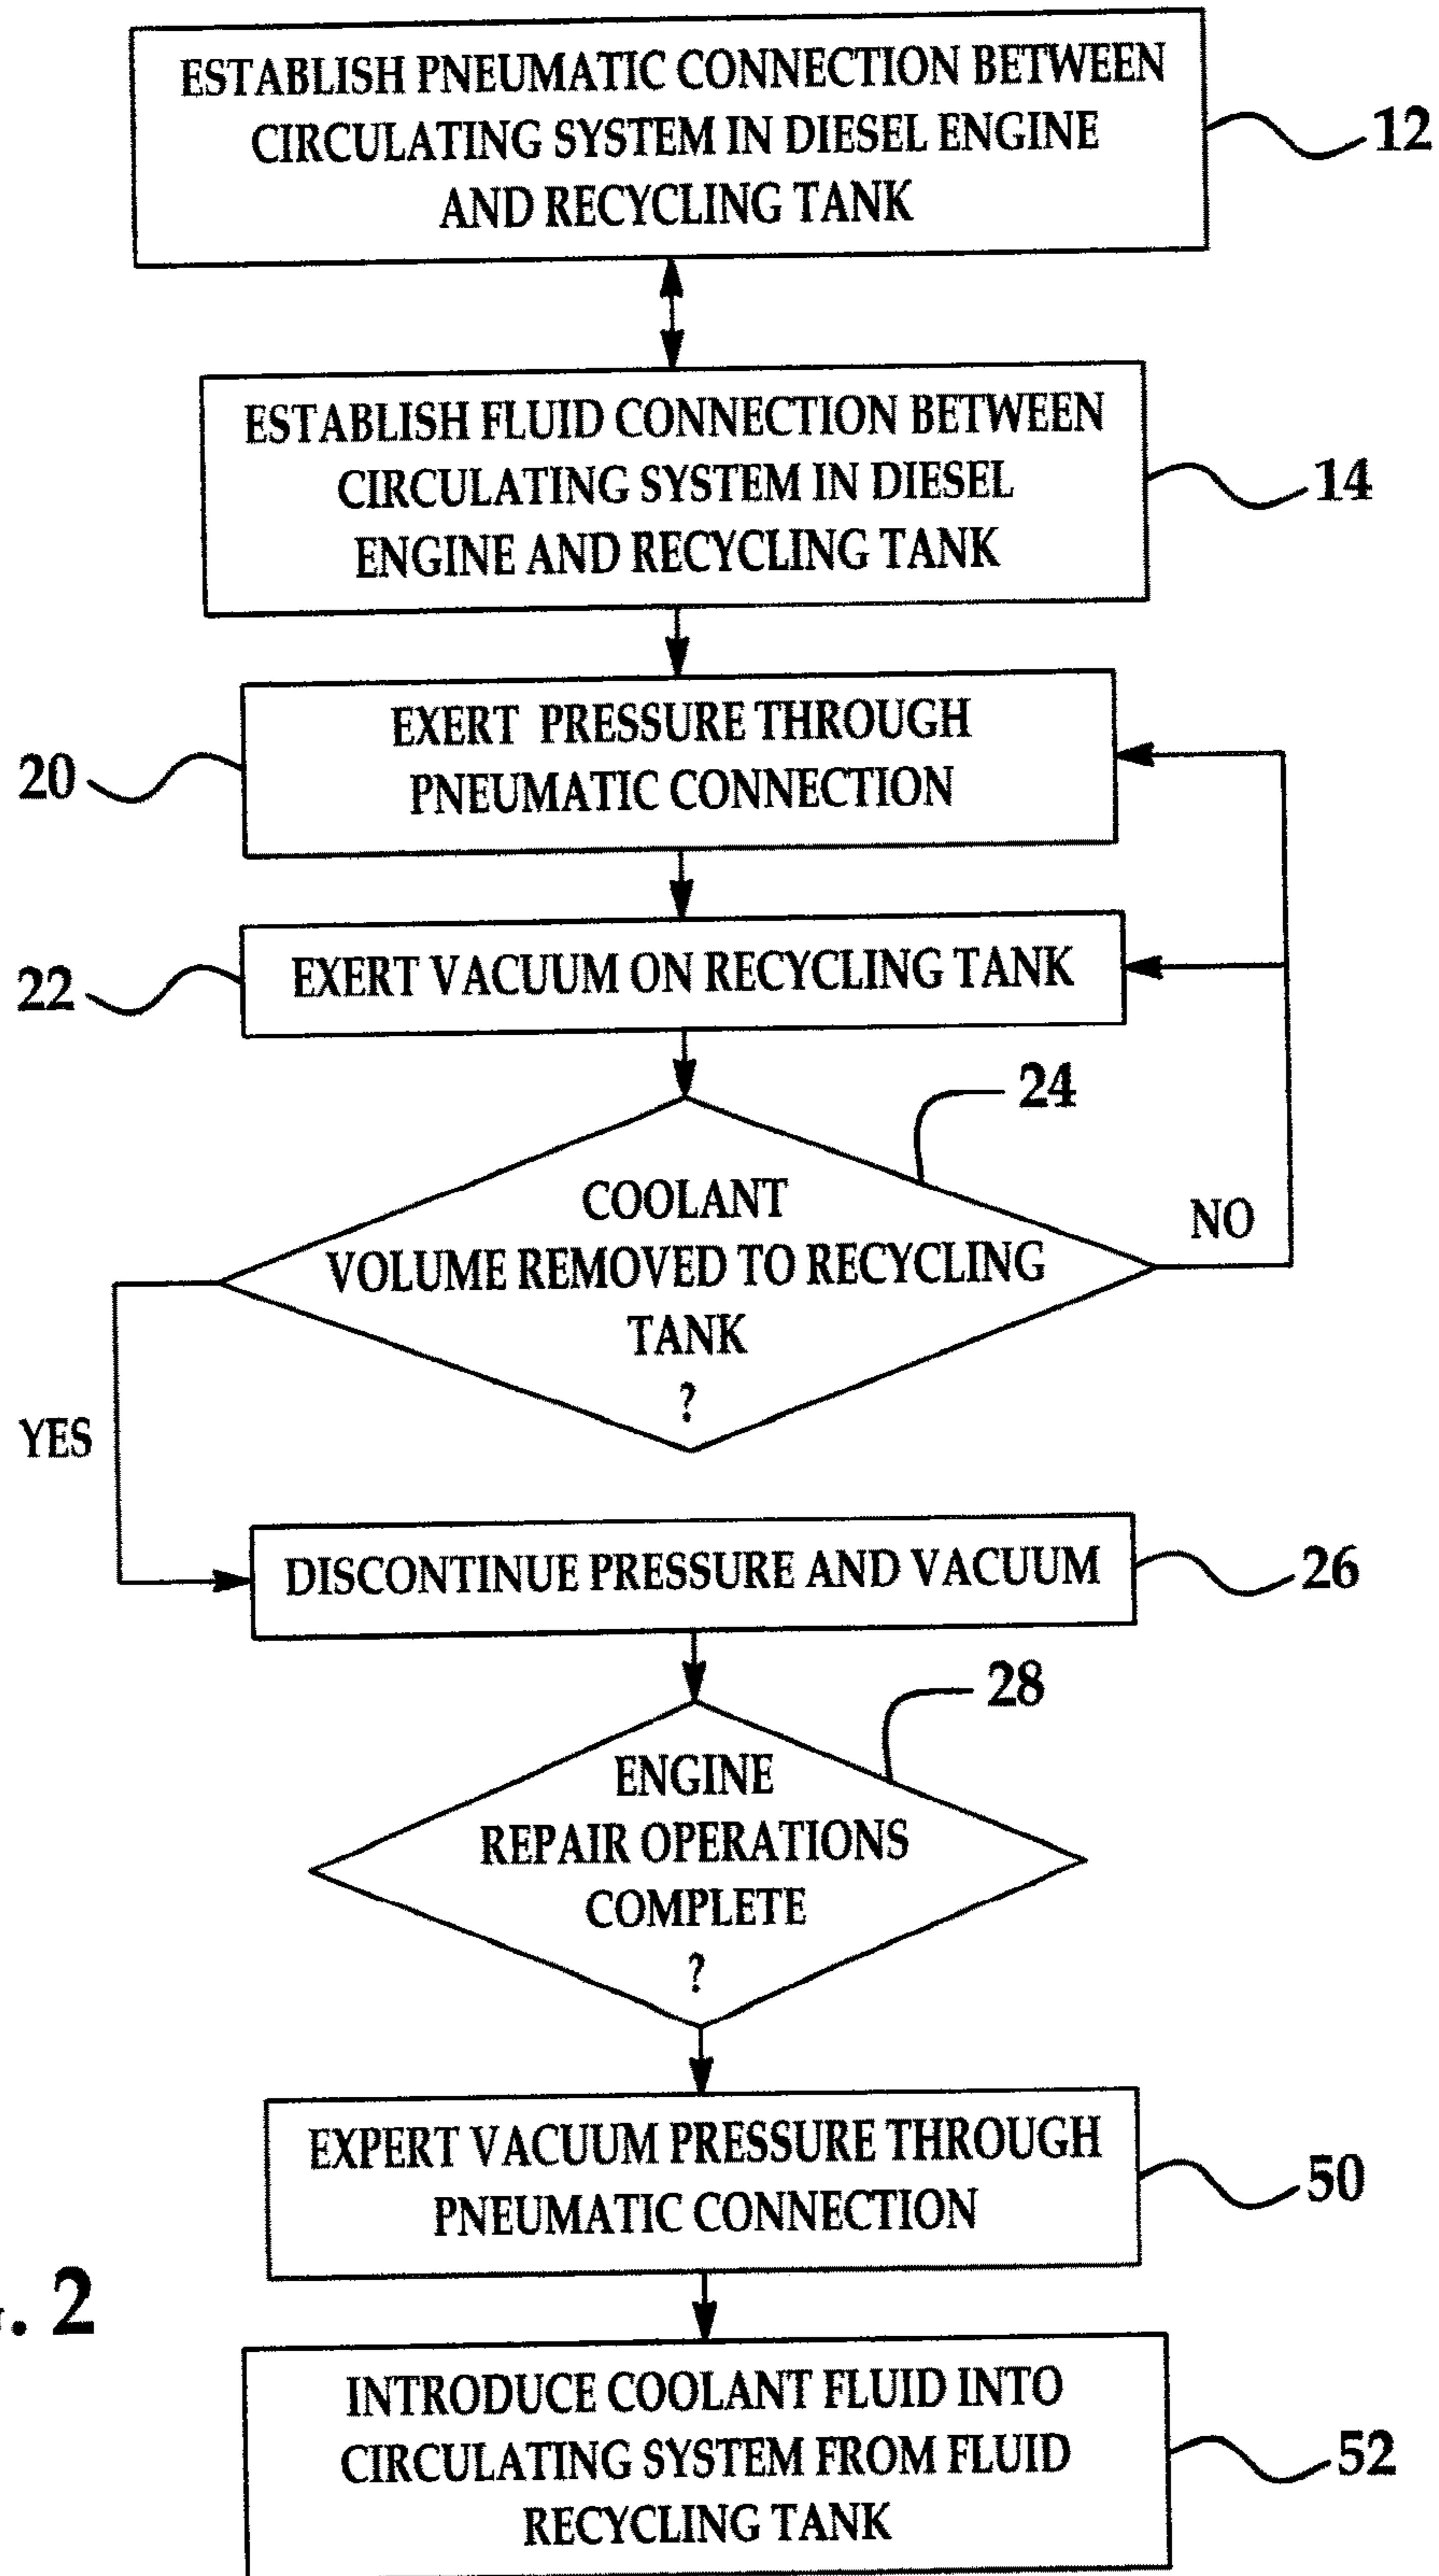 ESTABLISH PNEUMATIC CONNECTION BETWEEN
CIRCULATING SYSTEM IN DIESEL ENGINE
AND RECYCLING TANK
12
ESTABLISH FLUID CONNECTION BETWEEN
CIRCULATING SYSTEM IN DIESEL
ENGINE AND RECYCLING TANK
14
EXERT PRESSURE THROUGH
PNEUMATIC CONNECTION
20
EXERT VACUUM ON RECYCLING TANK
22
24
COOLANT
VOLUME REMOVED TO RECYCLING
TANK
?
NO
YES
DISCONTINUE PRESSURE AND VACUUM
26
28
ENGINE
REPAIR OPERATIONS
COMPLETE
?
EXPERT VACUUM PRESSURE THROUGH
PNEUMATIC CONNECTION
50
. 2
INTRODUCE COOLANT FLUID INTO
CIRCULATING SYSTEM FROM FLUID
RECYCLING TANK
52